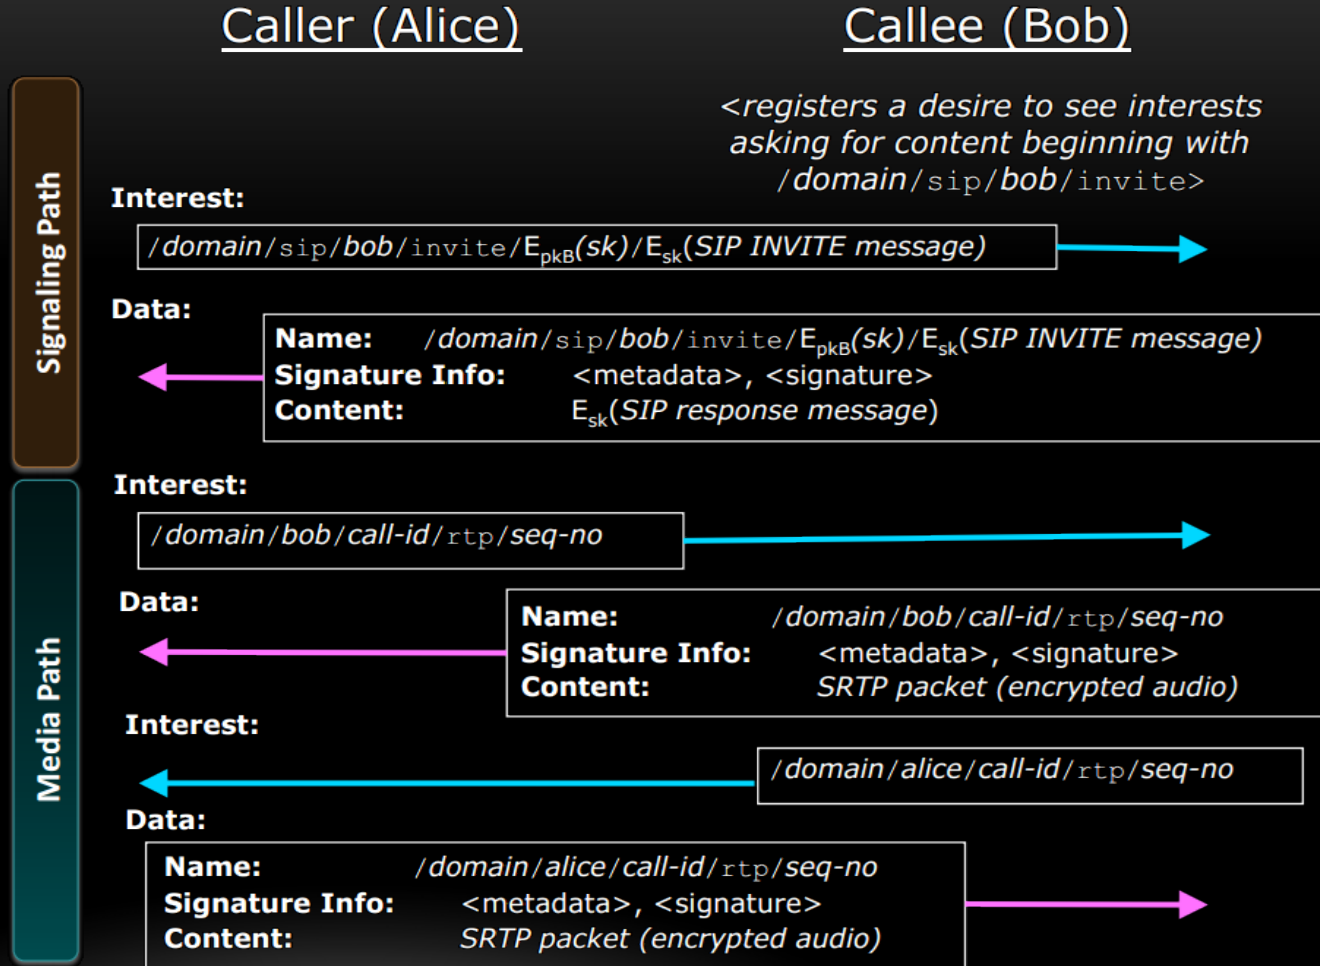 Caller (Alice)
Callee (Bob)
Signaling Path
<registers a desire to see interests
asking for content beginning with
/domain/sip/bob/invite>
Interest:
/domain/sip/bob/invite/EpkB(sk)/Esk(SIP INVITE message)
Data:
Name: /domain/sip/bob/invite/EpkB(sk)/Esk(SIP INVITE message)
Signature Info: <metadata>, <signature>
Content: Esk(SIP response message)
Media Path
Interest:
/domain/bob/call-id/rtp/seq-no
Data:
Name: /domain/bob/call-id/rtp/seq-no
Signature Info: <metadata>, <signature>
Content: SRTP packet (encrypted audio)
Interest:
/domain/alice/call-id/rtp/seq-no
Data:
Name: /domain/alice/call-id/rtp/seq-no
Signature Info: <metadata>, <signature>
Content: SRTP packet (encrypted audio)